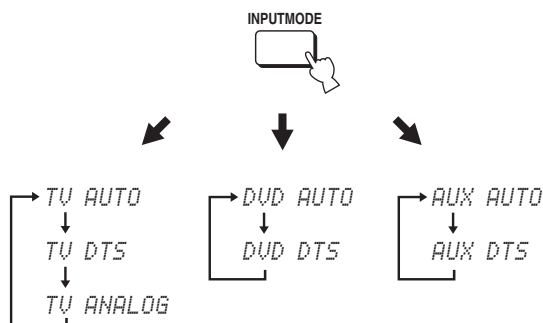 INPUTMODE
TV AUTO
TV DTS
TV ANALOG
DVD AUTO
DVD DTS
AUX AUTO
AUX DTS